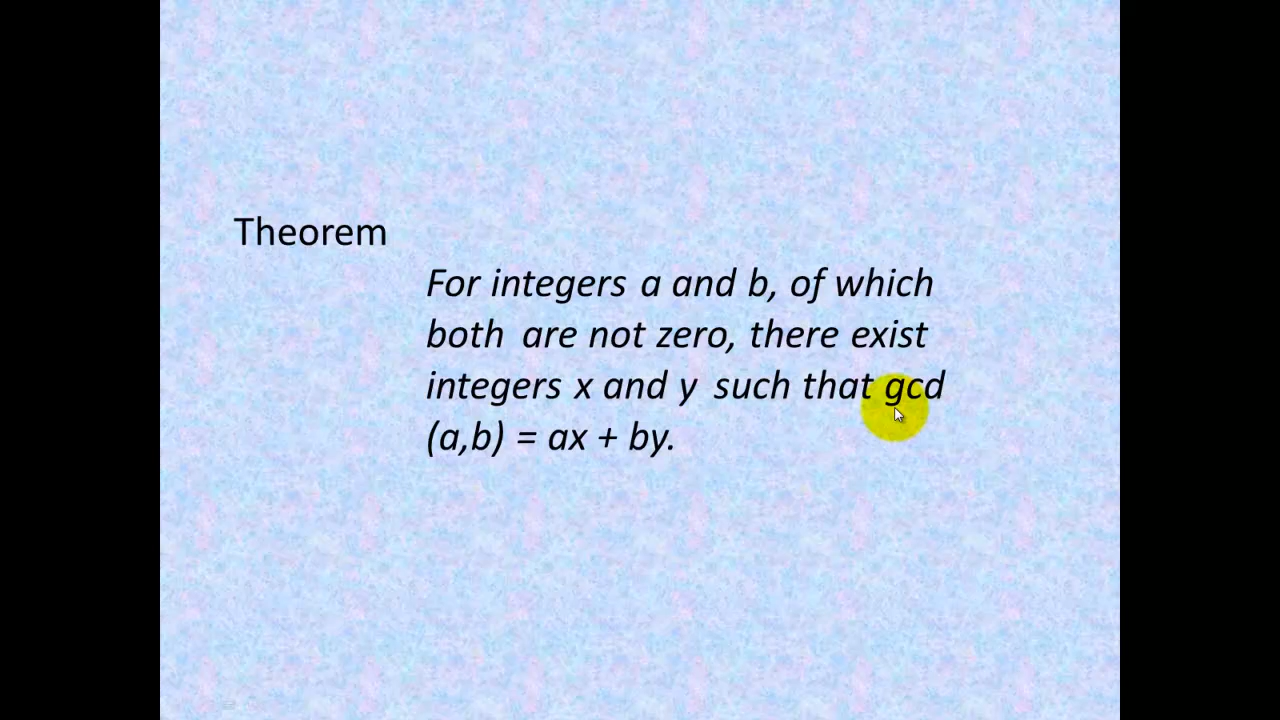 Theorem
For integers a and b, of which
both are not zero, there exist
integers x and y such that gcd
(a,b) = ax + by.